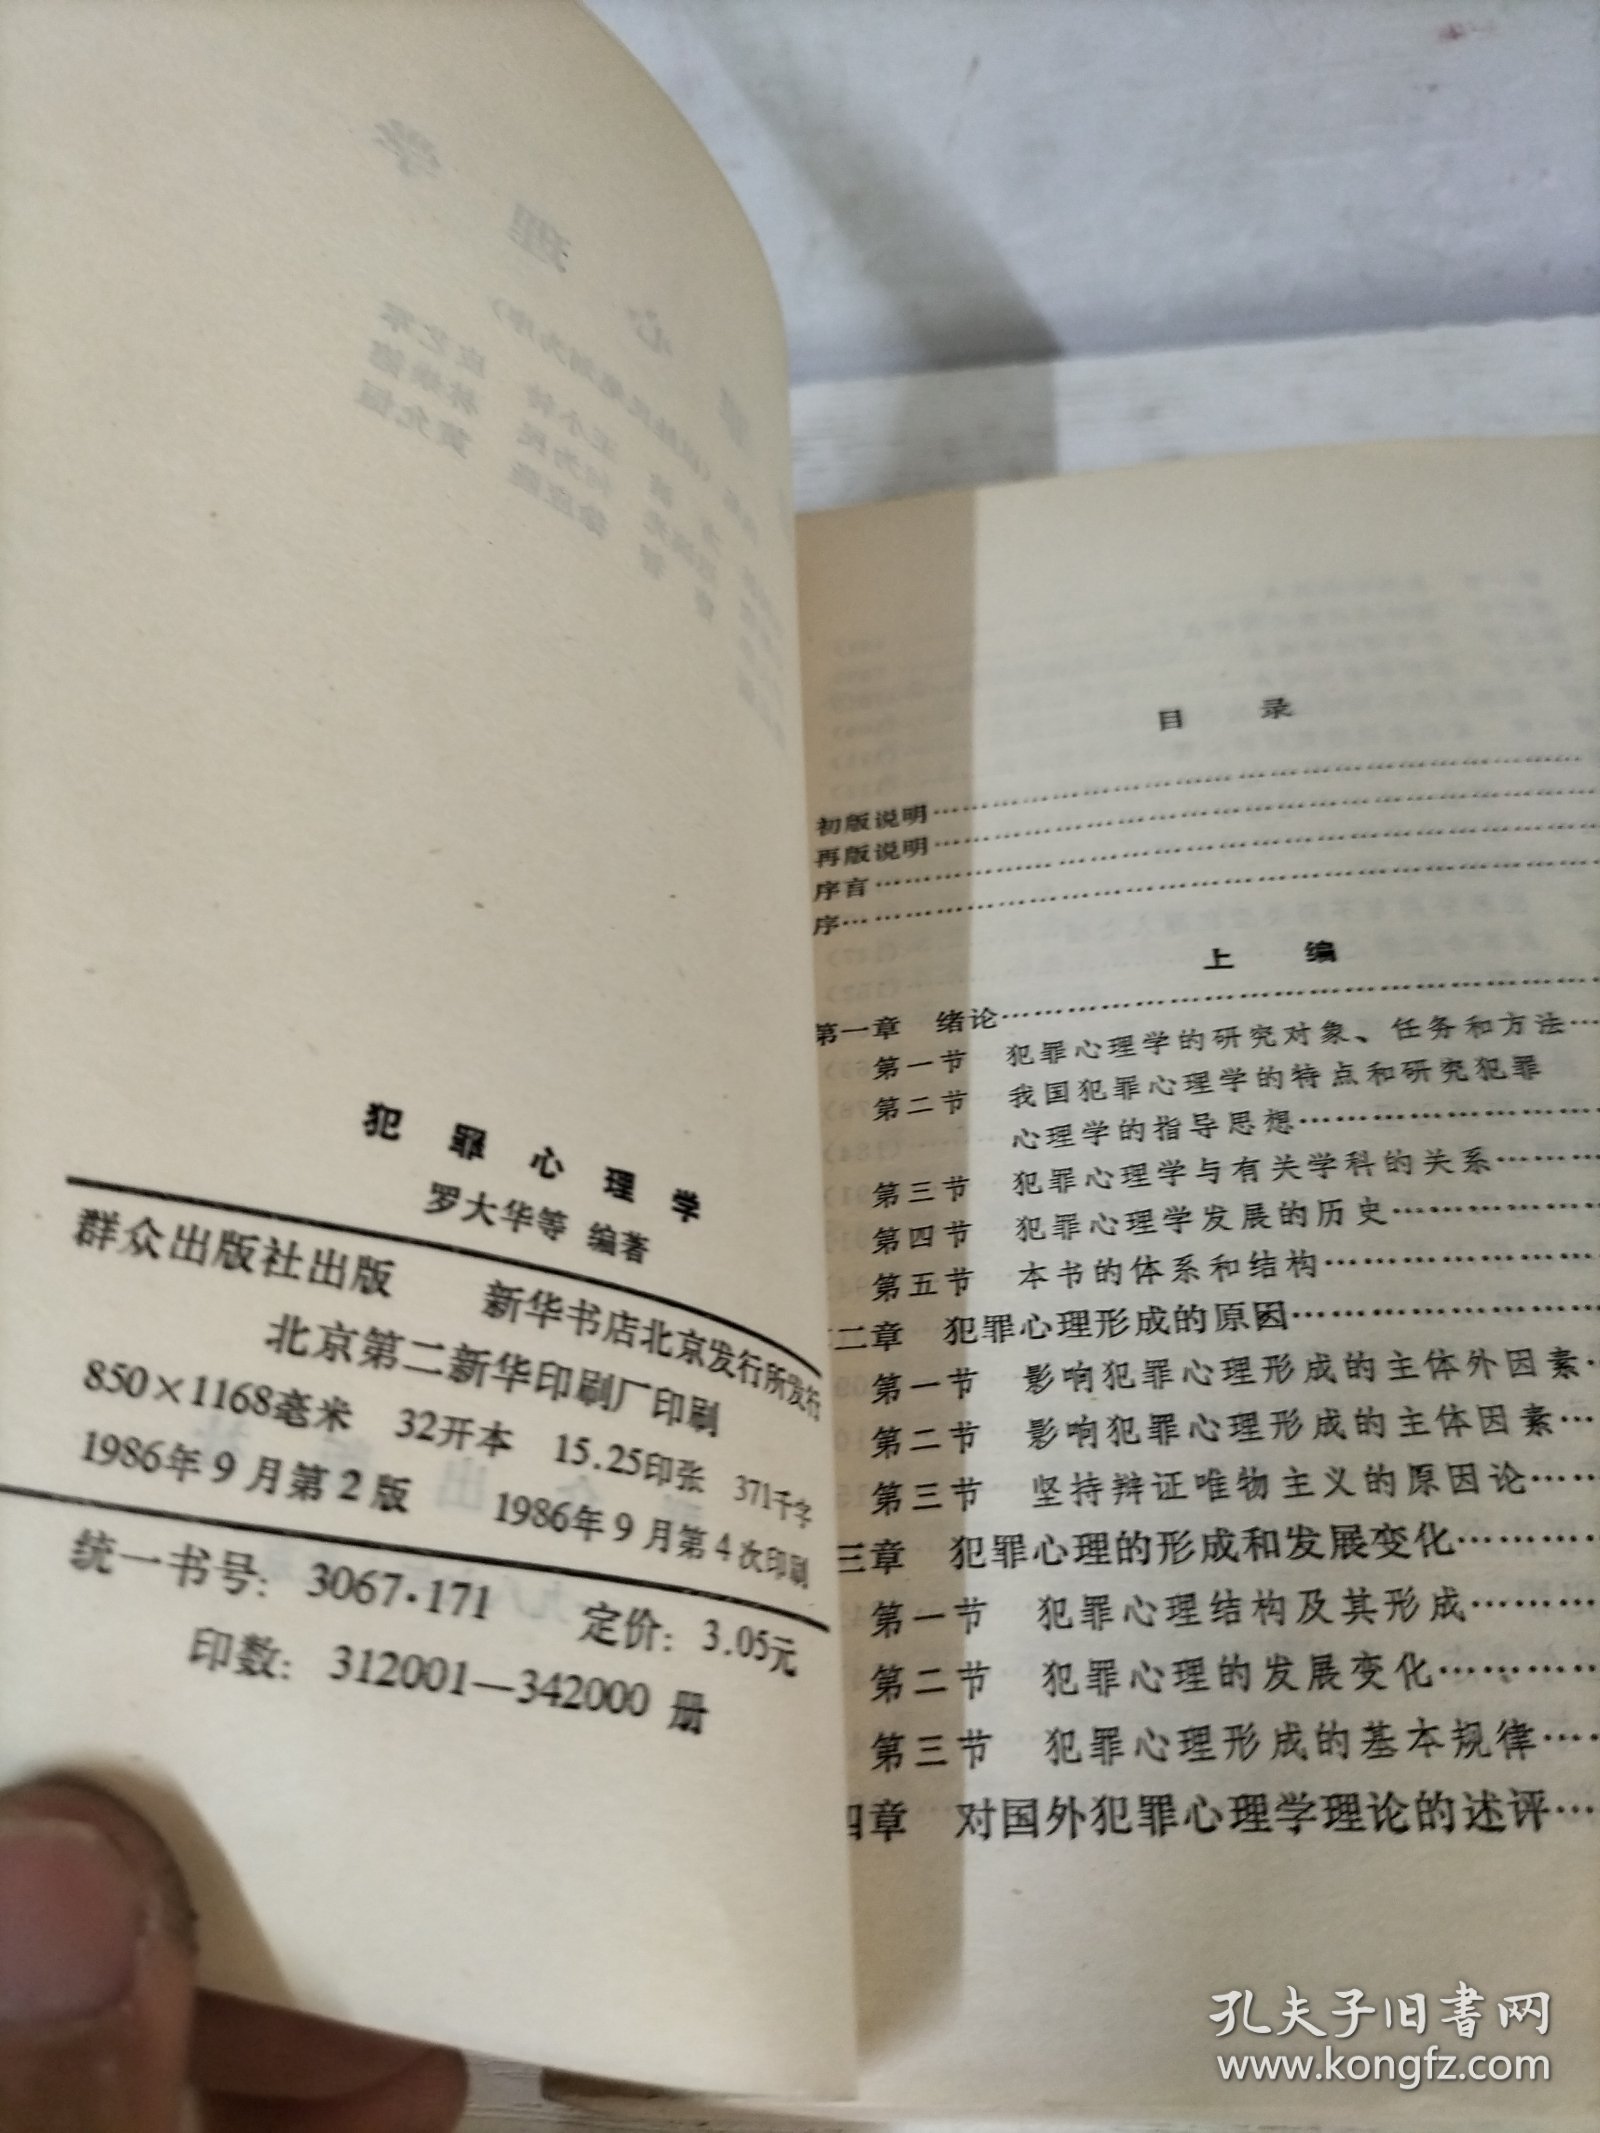 犯罪心理学
罗大华等 编著
群众出版社出版 新华书店北京发行所发行
北京第二新华印刷厂印刷
850×1168毫米 32开本 15.25印张 371千字
1986年9月第2版 1986年9月第4次印刷
统一书号：3067·171 定价：3.05元
印数：312001—342000 册
目 录
初版说明
再版说明
序言
序
上 编
第一章 绪论
第一节 犯罪心理学的研究对象、任务和方法
第二节 我国犯罪心理学的特点和研究犯罪
心理学的指导思想
第三节 犯罪心理学与有关学科的关系
第四节 犯罪心理学发展的历史
第五节 本书的体系和结构
二章 犯罪心理形成的原因
第一节 影响犯罪心理形成的主体外因素
第二节 影响犯罪心理形成的主体因素
第三节 坚持辩证唯物主义的原因论
三章 犯罪心理的形成和发展变化
第一节 犯罪心理结构及其形成
第二节 犯罪心理的发展变化
第三节 犯罪心理形成的基本规律
四章 对国外犯罪心理学理论的述评
孔夫子旧书网
www.kongfz.com